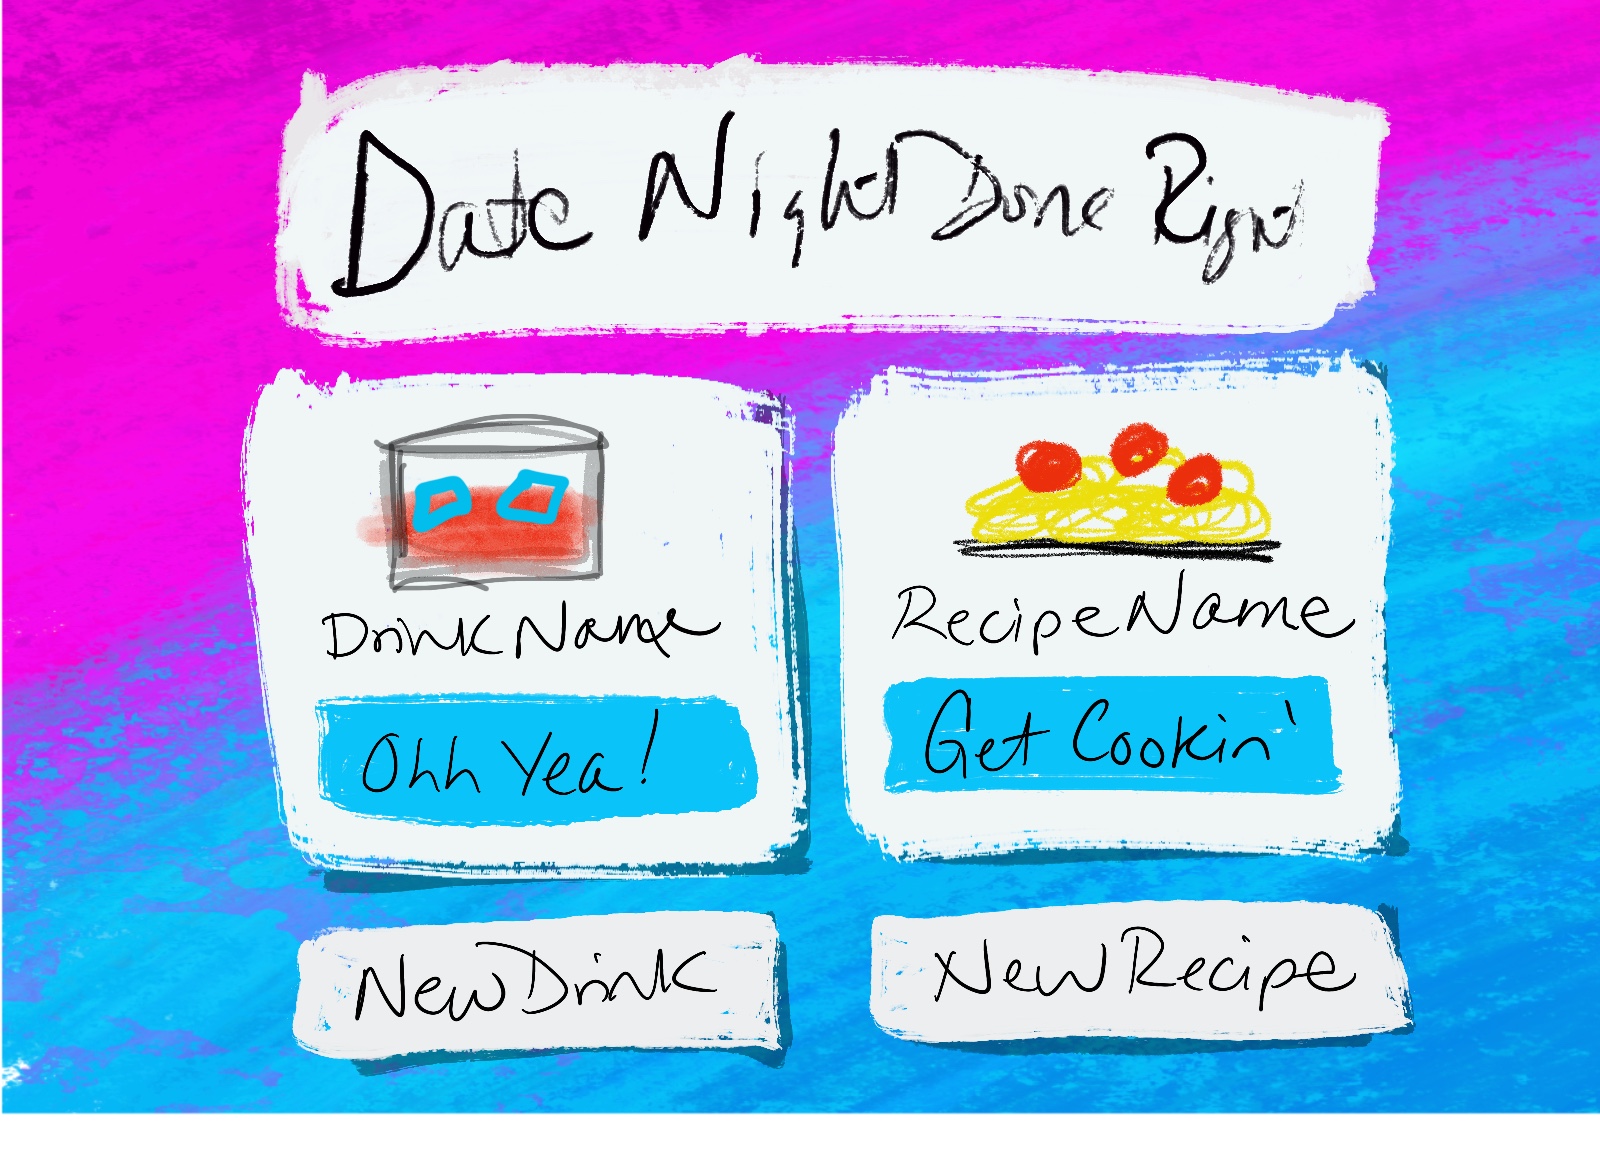 Date Night Done Right
Drink Name
Ohh Yea!
Recipe Name
Get Cookin'
New Drink
New Recipe